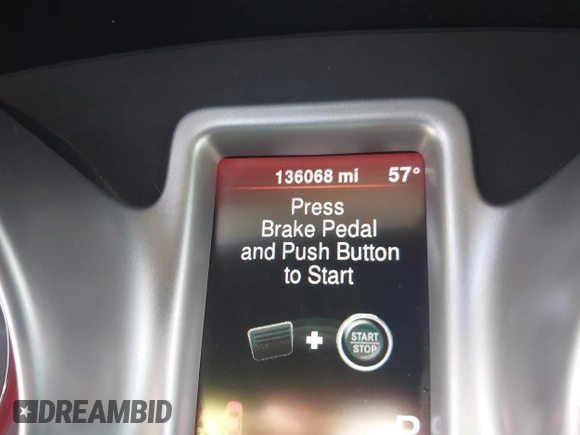 136068 mi 57°
Press
Brake Pedal
and Push Button
to Start
START
STOP
P
DREAMBID